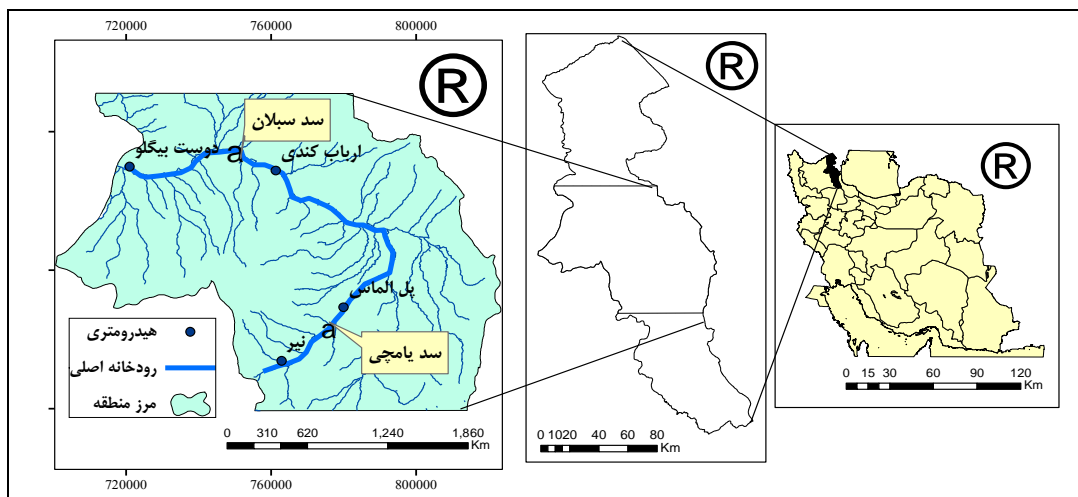 720000 760000 800000
®
®
®
سد سبلان
دوست بیگلو
a
ارباب کندی
پل الماس
a
نیر
سد یامچی
هیدرومتری
رودخانه اصلی
مرز منطقه
0 310 620 1,240 1,860
Km
0 1020 40 60 80
Km
0 15 30 60 90 120
Km
720000 760000 800000